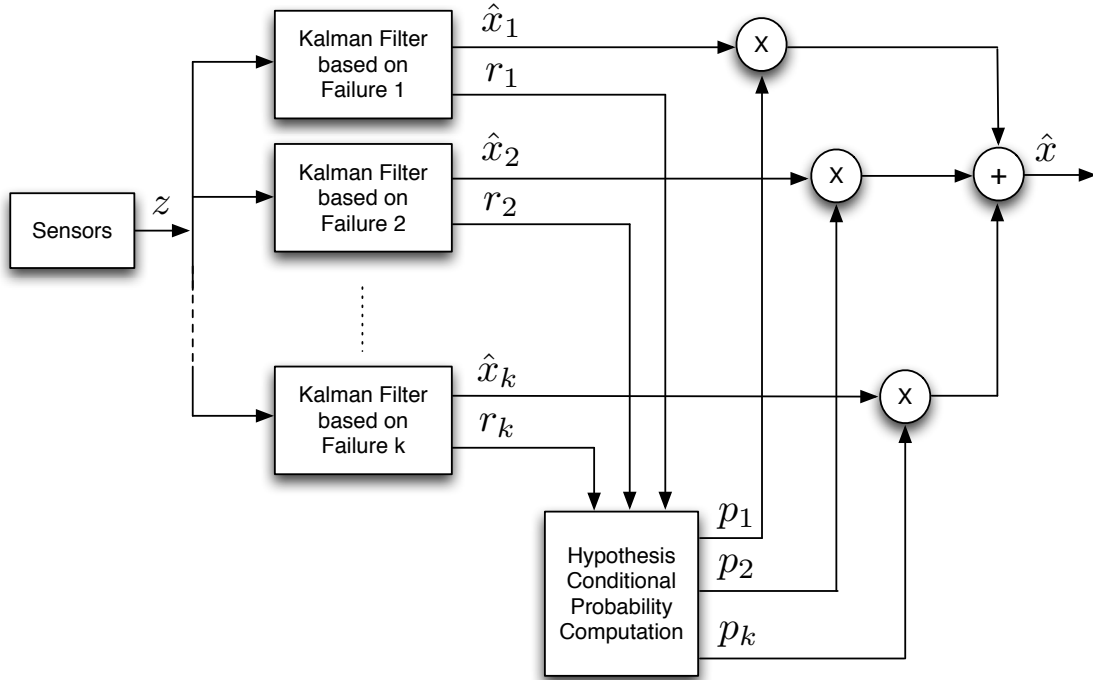 Sensors
z
Kalman Filter
based on
Failure 1
x̂₁
r₁
X
Kalman Filter
based on
Failure 2
x̂₂
r₂
X
+
x̂
Kalman Filter
based on
Failure k
x̂ₖ
rₖ
X
Hypothesis
Conditional
Probability
Computation
p₁
p₂
pₖ